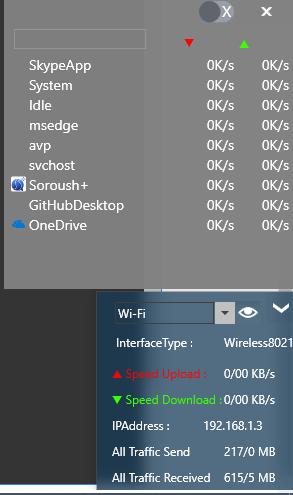 X ×
▼ ▲
SkypeApp 0K/s 0K/s
System 0K/s 0K/s
Idle 0K/s 0K/s
msedge 0K/s 0K/s
avp 0K/s 0K/s
svchost 0K/s 0K/s
Soroush+ 0K/s 0K/s
GitHubDesktop 0K/s 0K/s
OneDrive 0K/s 0K/s
Wi-Fi
InterfaceType : Wireless8021
▲ Speed Upload : 0/00 KB/s
▼ Speed Download : 0/00 KB/s
IPAddress : 192.168.1.3
All Traffic Send 217/0 MB
All Traffic Received 615/5 MB